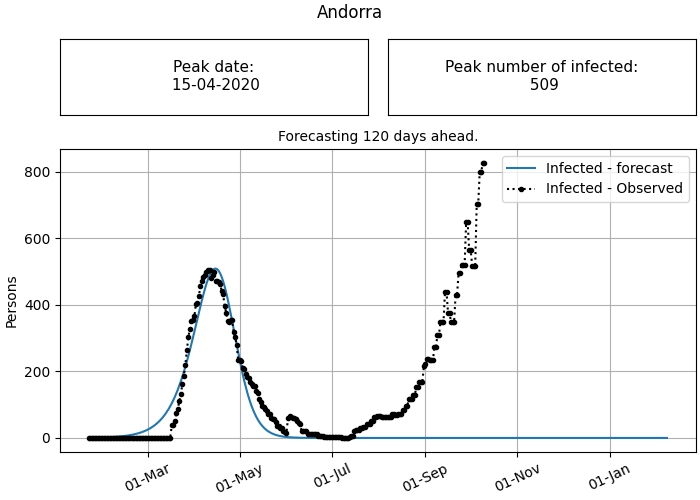 Andorra
Peak date:
15-04-2020
Peak number of infected:
509
Forecasting 120 days ahead.
Infected - forecast
Infected - Observed
Persons
800
600
400
200
0
01-Mar
01-May
01-Jul
01-Sep
01-Nov
01-Jan